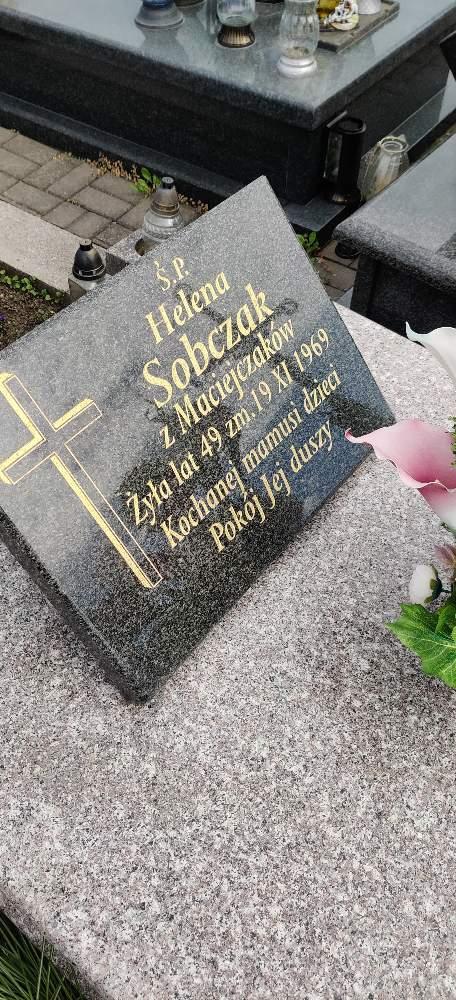 Ś.P.
Helena
Sobczak
z Maciejczaków
Żyła lat 49 zm. 19 XI 1969
Kochanej mamusi dzieci
Pokój Jej duszy